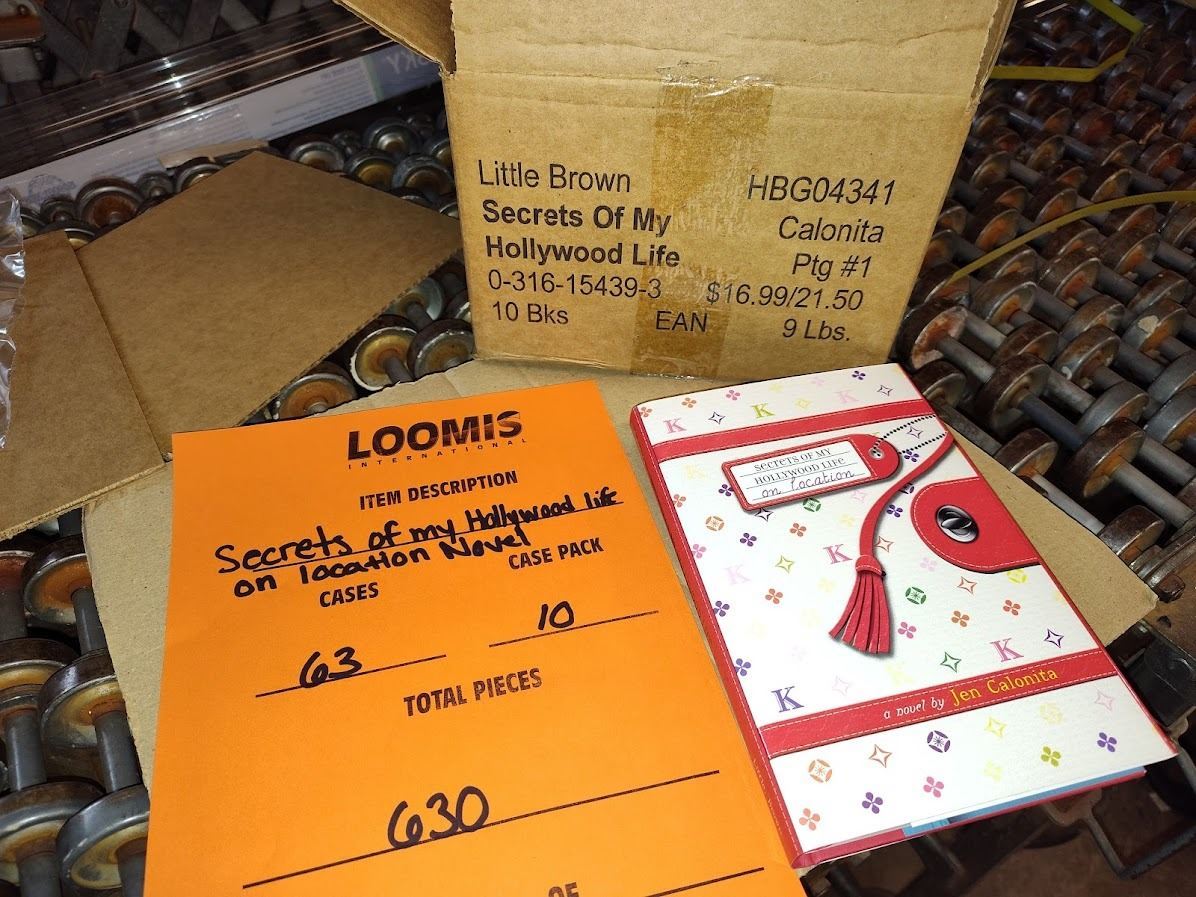 Little Brown HBG04341
Secrets Of My Calonita
Hollywood Life Ptg #1
0-316-15439-3 $16.99/21.50
10 Bks EAN 9 Lbs.
LOOMIS
INTERNATIONAL
ITEM DESCRIPTION
Secrets of my Hollywood life
on location Novel
CASES CASE PACK
63 10
TOTAL PIECES
630
OF
SECRETS OF MY
HOLLYWOOD LIFE
on location
K K
K
K
K
K
a novel by Jen Calonita